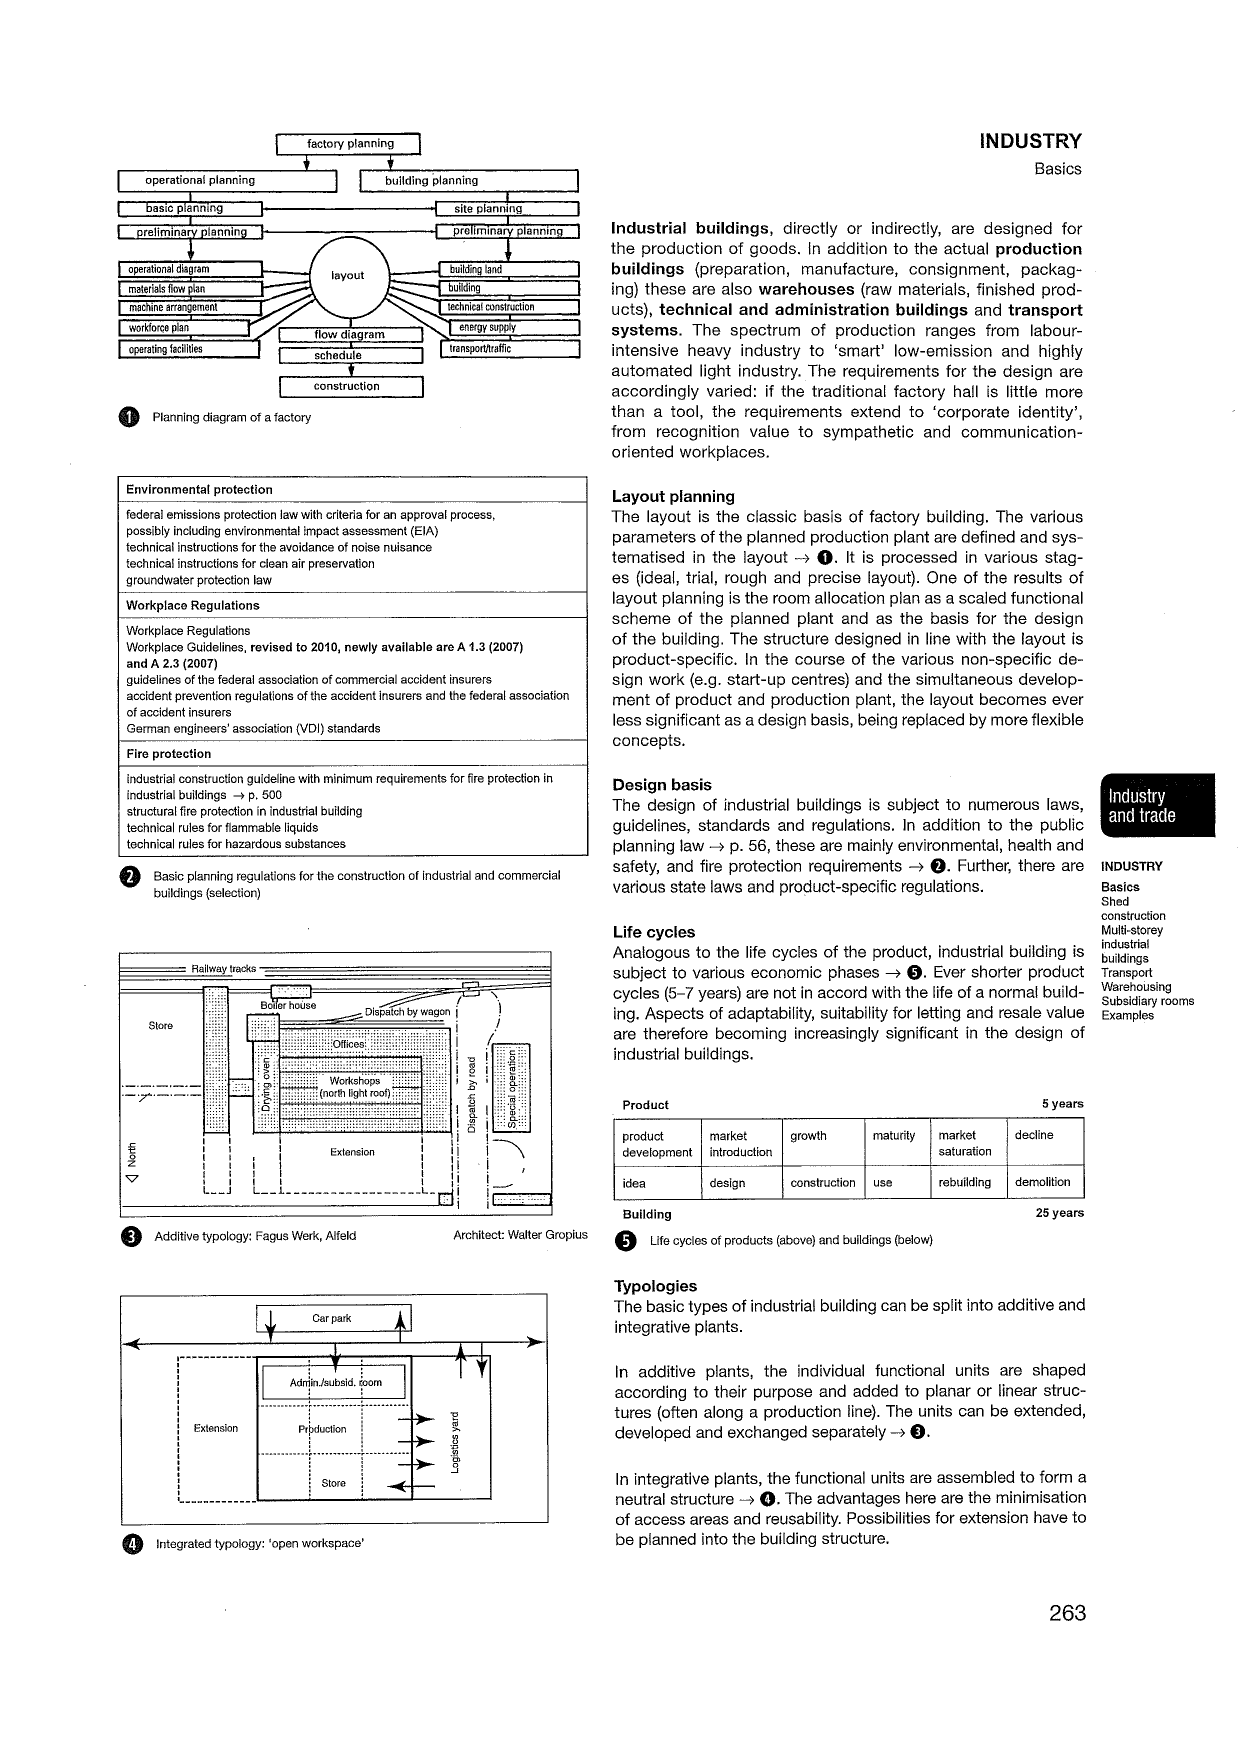 INDUSTRY
Basics
factory planning
operational planning
building planning
basic planning
site planning
preliminary planning
preliminary planning
operational diagram
materials flow plan
machine arrangement
workforce plan
operating facilities
layout
building land
building
technical construction
energy supply
transport/traffic
flow diagram
schedule
construction
1 Planning diagram of a factory
Environmental protection
federal emissions protection law with criteria for an approval process,
possibly including environmental impact assessment (EIA)
technical instructions for the avoidance of noise nuisance
technical instructions for clean air preservation
groundwater protection law
Workplace Regulations
Workplace Regulations
Workplace Guidelines, revised to 2010, newly available are A 1.3 (2007)
and A 2.3 (2007)
guidelines of the federal association of commercial accident insurers
accident prevention regulations of the accident insurers and the federal association
of accident insurers
German engineers' association (VDI) standards
Fire protection
industrial construction guideline with minimum requirements for fire protection in
industrial buildings → p. 500
structural fire protection in industrial building
technical rules for flammable liquids
technical rules for hazardous substances
2 Basic planning regulations for the construction of industrial and commercial
buildings (selection)
Railway tracks
Boiler house
Dispatch by wagon
Store
Offices
Drying oven
Workshops
(north light roof)
Dispatch by road
Special operation
North
Extension
3 Additive typology: Fagus Werk, Alfeld
Architect: Walter Gropius
Car park
Admin./subsid. room
Extension
Production
Logistics yard
Store
4 Integrated typology: 'open workspace'
Industrial buildings, directly or indirectly, are designed for
the production of goods. In addition to the actual production
buildings (preparation, manufacture, consignment, packag-
ing) these are also warehouses (raw materials, finished prod-
ucts), technical and administration buildings and transport
systems. The spectrum of production ranges from labour-
intensive heavy industry to 'smart' low-emission and highly
automated light industry. The requirements for the design are
accordingly varied: if the traditional factory hall is little more
than a tool, the requirements extend to 'corporate identity',
from recognition value to sympathetic and communication-
oriented workplaces.
Layout planning
The layout is the classic basis of factory building. The various
parameters of the planned production plant are defined and sys-
tematised in the layout → 1. It is processed in various stag-
es (ideal, trial, rough and precise layout). One of the results of
layout planning is the room allocation plan as a scaled functional
scheme of the planned plant and as the basis for the design
of the building. The structure designed in line with the layout is
product-specific. In the course of the various non-specific de-
sign work (e.g. start-up centres) and the simultaneous develop-
ment of product and production plant, the layout becomes ever
less significant as a design basis, being replaced by more flexible
concepts.
Design basis
The design of industrial buildings is subject to numerous laws,
guidelines, standards and regulations. In addition to the public
planning law → p. 56, these are mainly environmental, health and
safety, and fire protection requirements → 2. Further, there are
various state laws and product-specific regulations.
Life cycles
Analogous to the life cycles of the product, industrial building is
subject to various economic phases → 5. Ever shorter product
cycles (5–7 years) are not in accord with the life of a normal build-
ing. Aspects of adaptability, suitability for letting and resale value
are therefore becoming increasingly significant in the design of
industrial buildings.
Product 5 years
product development
market introduction
growth
maturity
market saturation
decline
idea
design
construction
use
rebuilding
demolition
Building 25 years
5 Life cycles of products (above) and buildings (below)
Typologies
The basic types of industrial building can be split into additive and
integrative plants.
In additive plants, the individual functional units are shaped
according to their purpose and added to planar or linear struc-
tures (often along a production line). The units can be extended,
developed and exchanged separately → 3.
In integrative plants, the functional units are assembled to form a
neutral structure → 4. The advantages here are the minimisation
of access areas and reusability. Possibilities for extension have to
be planned into the building structure.
Industry
and trade
INDUSTRY
Basics
Shed
construction
Multi-storey
industrial
buildings
Transport
Warehousing
Subsidiary rooms
Examples
263